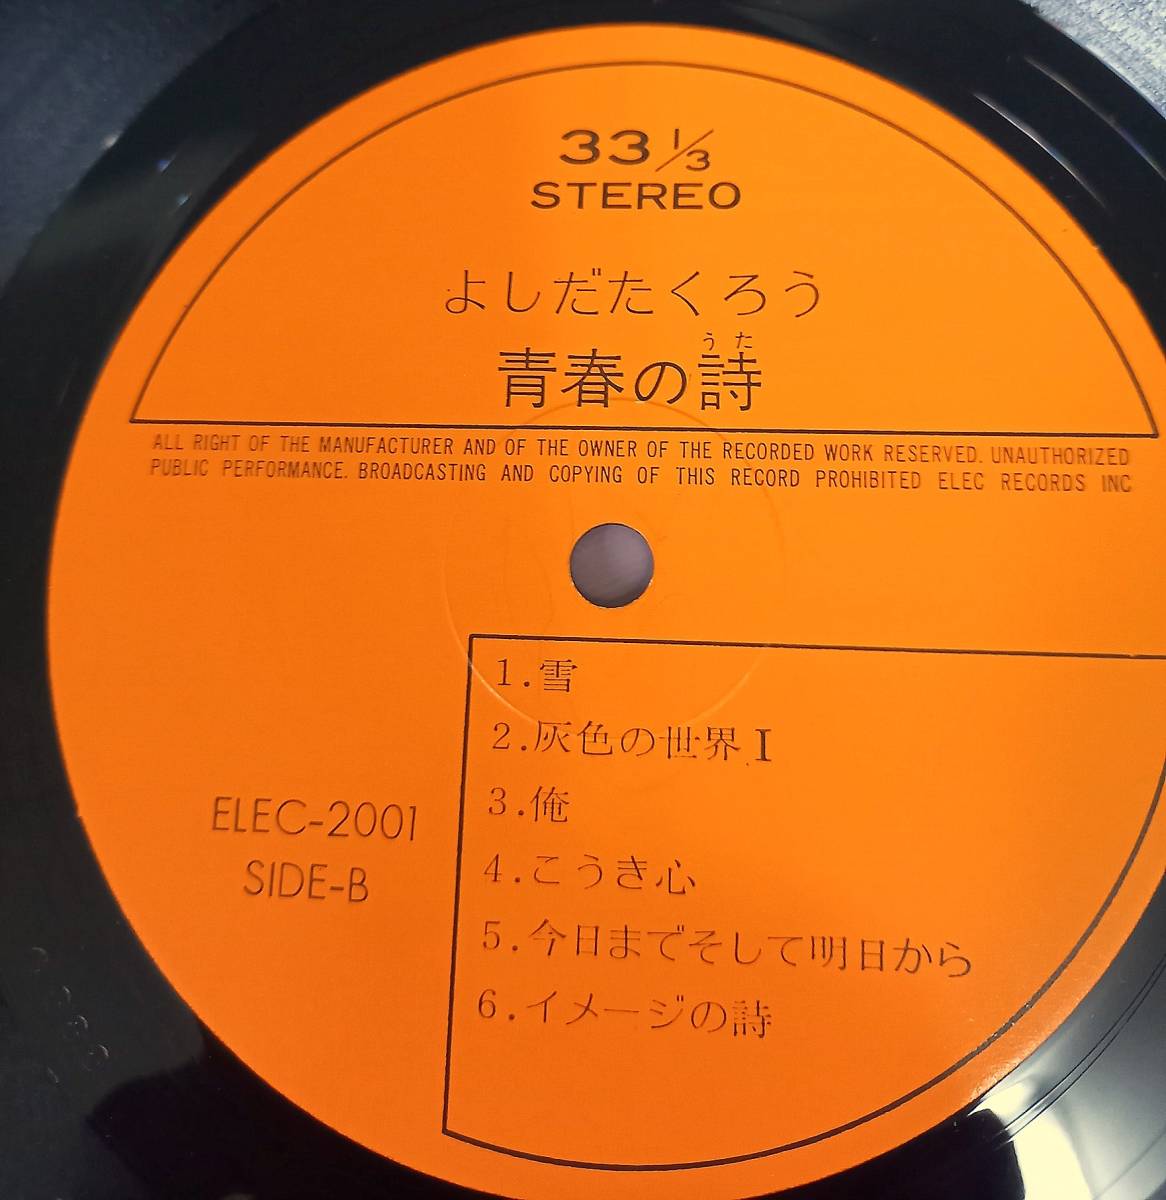 33 1/3
STEREO
よしだたくろう
うた
青春の詩
ALL RIGHT OF THE MANUFACTURER AND OF THE OWNER OF THE RECORDED WORK RESERVED. UNAUTHORIZED
PUBLIC PERFORMANCE. BROADCASTING AND COPYING OF THIS RECORD PROHIBITED ELEC RECORDS INC
ELEC-2001
SIDE-B
1.雪
2.灰色の世界 I
3.俺
4.こうき心
5.今日までそして明日から
6.イメージの詩